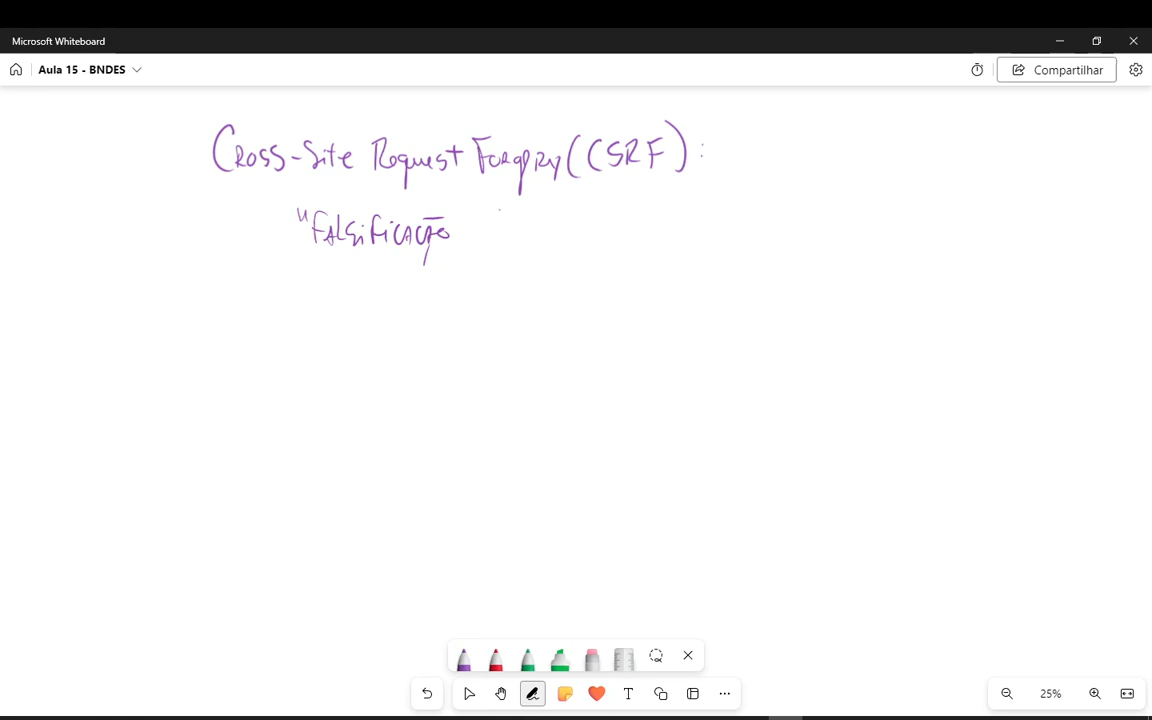 Microsoft Whiteboard
Aula 15 - BNDES
Compartilhar
Cross-Site Request Forgery (CSRF):
"Falsificação
25%